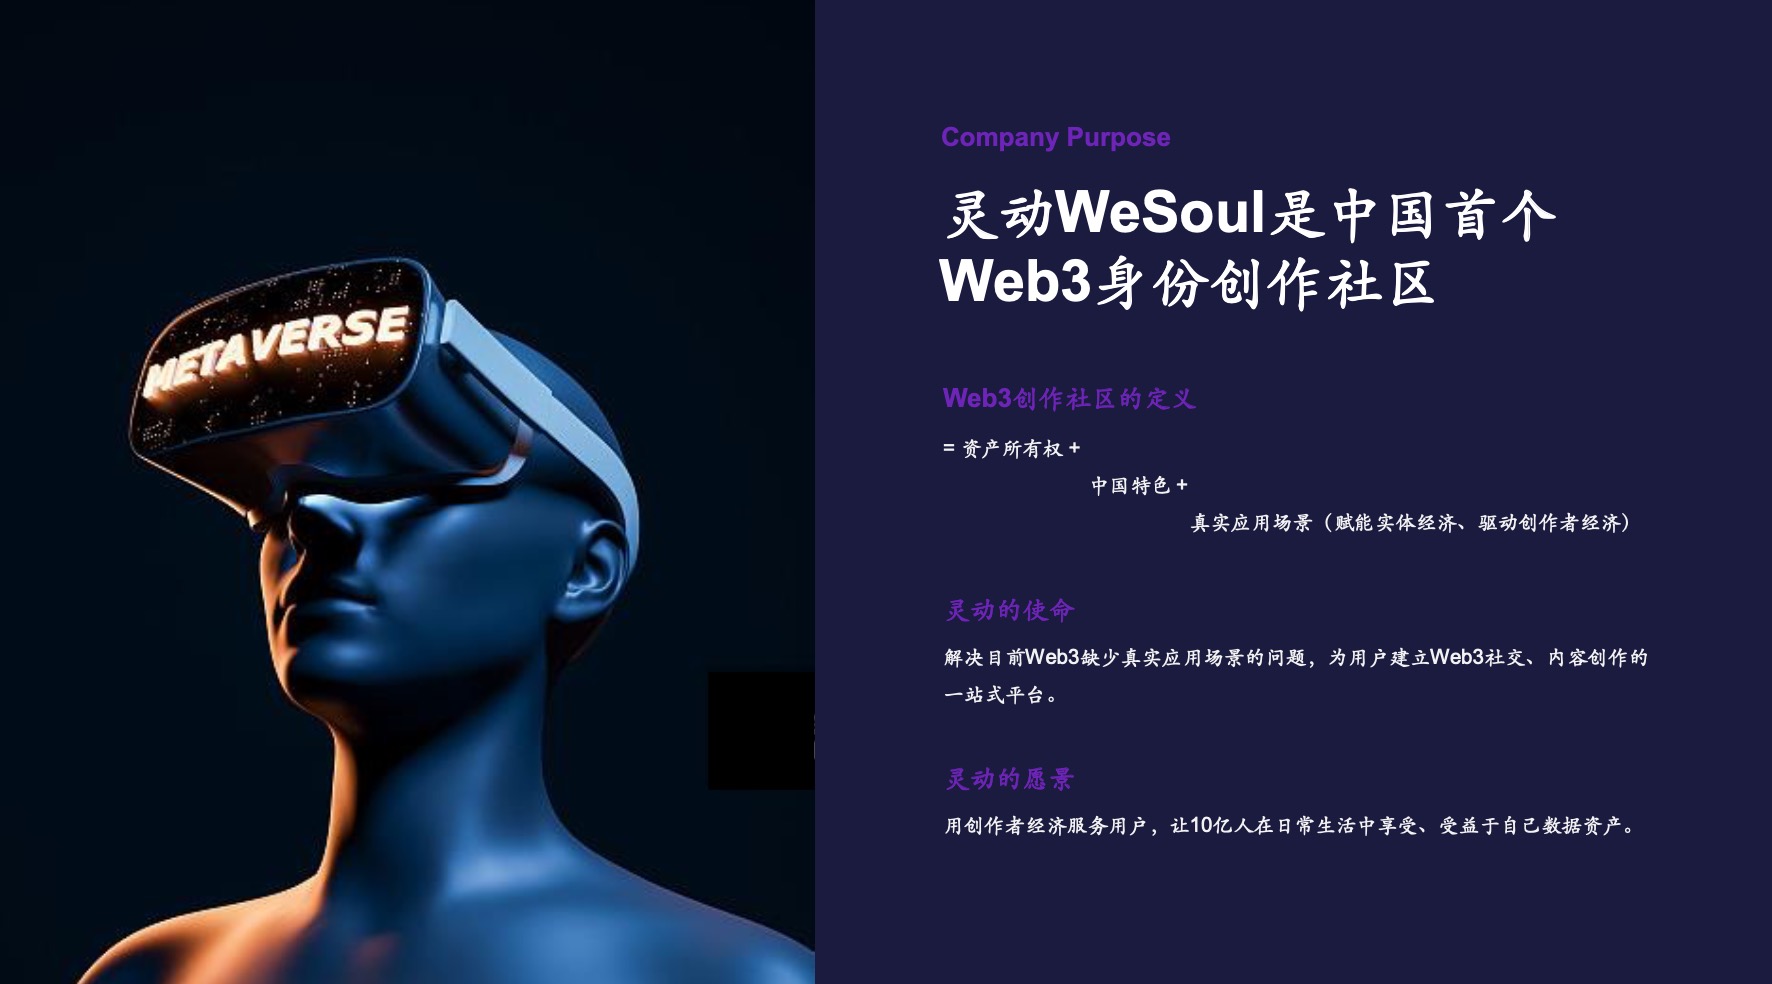 METAVERSE
Company Purpose
灵动WeSoul是中国首个
Web3身份创作社区
Web3创作社区的定义
= 资产所有权 +
中国特色 +
真实应用场景（赋能实体经济、驱动创作者经济）
灵动的使命
解决目前Web3缺少真实应用场景的问题，为用户建立Web3社交、内容创作的
一站式平台。
灵动的愿景
用创作者经济服务用户，让10亿人在日常生活中享受、受益于自己数据资产。